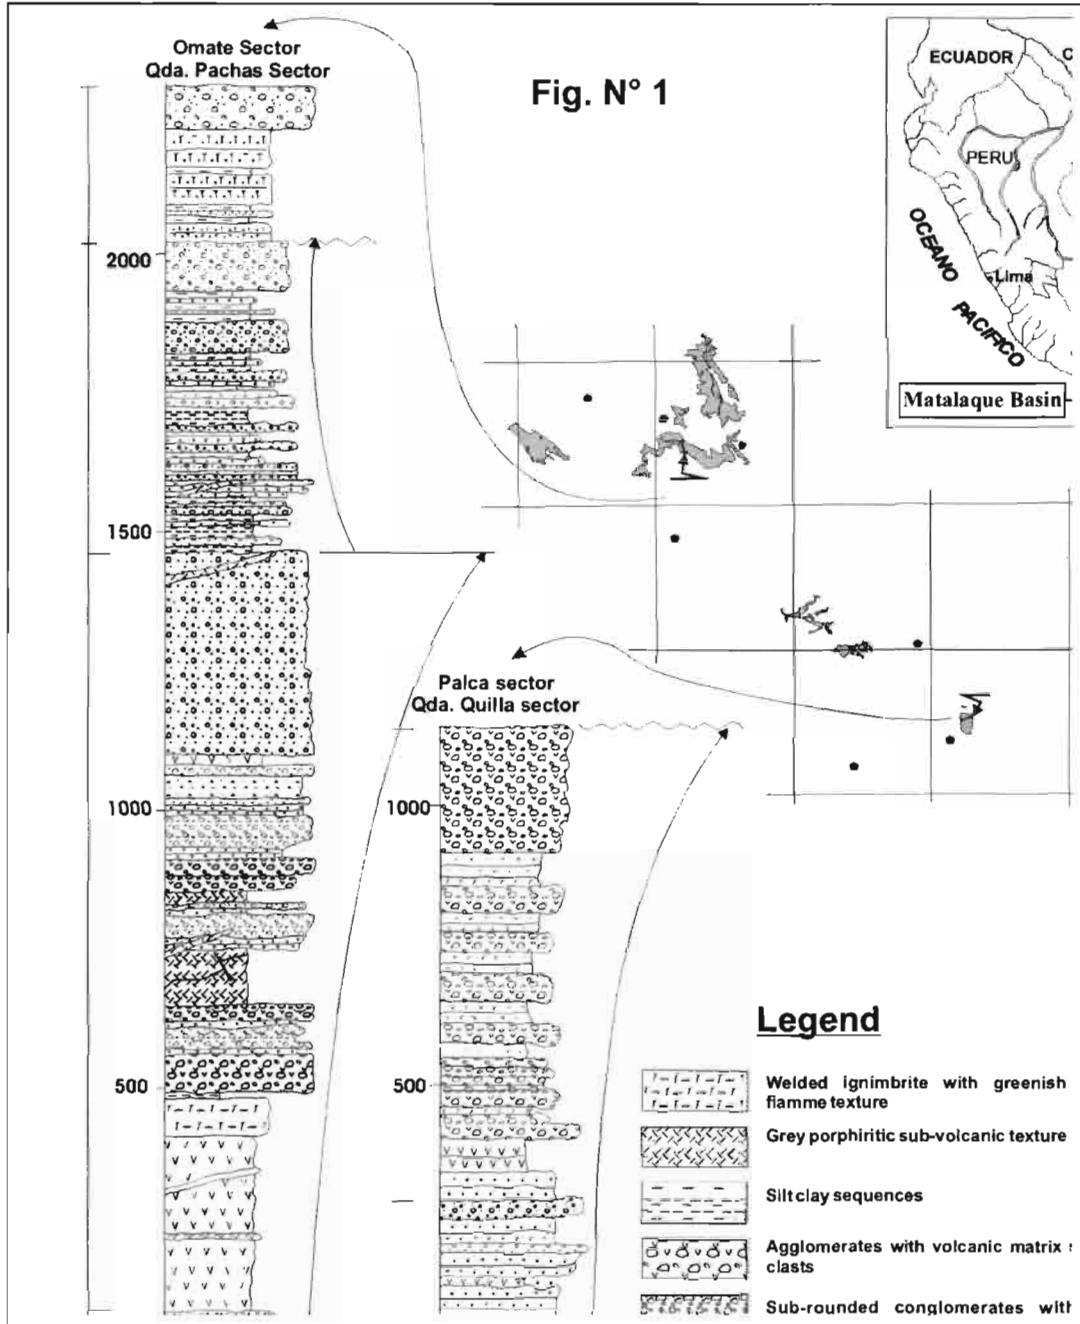 Omate Sector
Qda. Pachas Sector
Fig. N° 1
ECUADOR
C
PERU
OCEANO
PACIFICO
Lima
Matalaque Basin
2000
1500
1000
500
Palca sector
Qda. Quilla sector
1000
500
Legend
Welded ignimbrite with greenish
fiamme texture
Grey porphiritic sub-volcanic texture
Silt clay sequences
Agglomerates with volcanic matrix
clasts
Sub-rounded conglomerates with